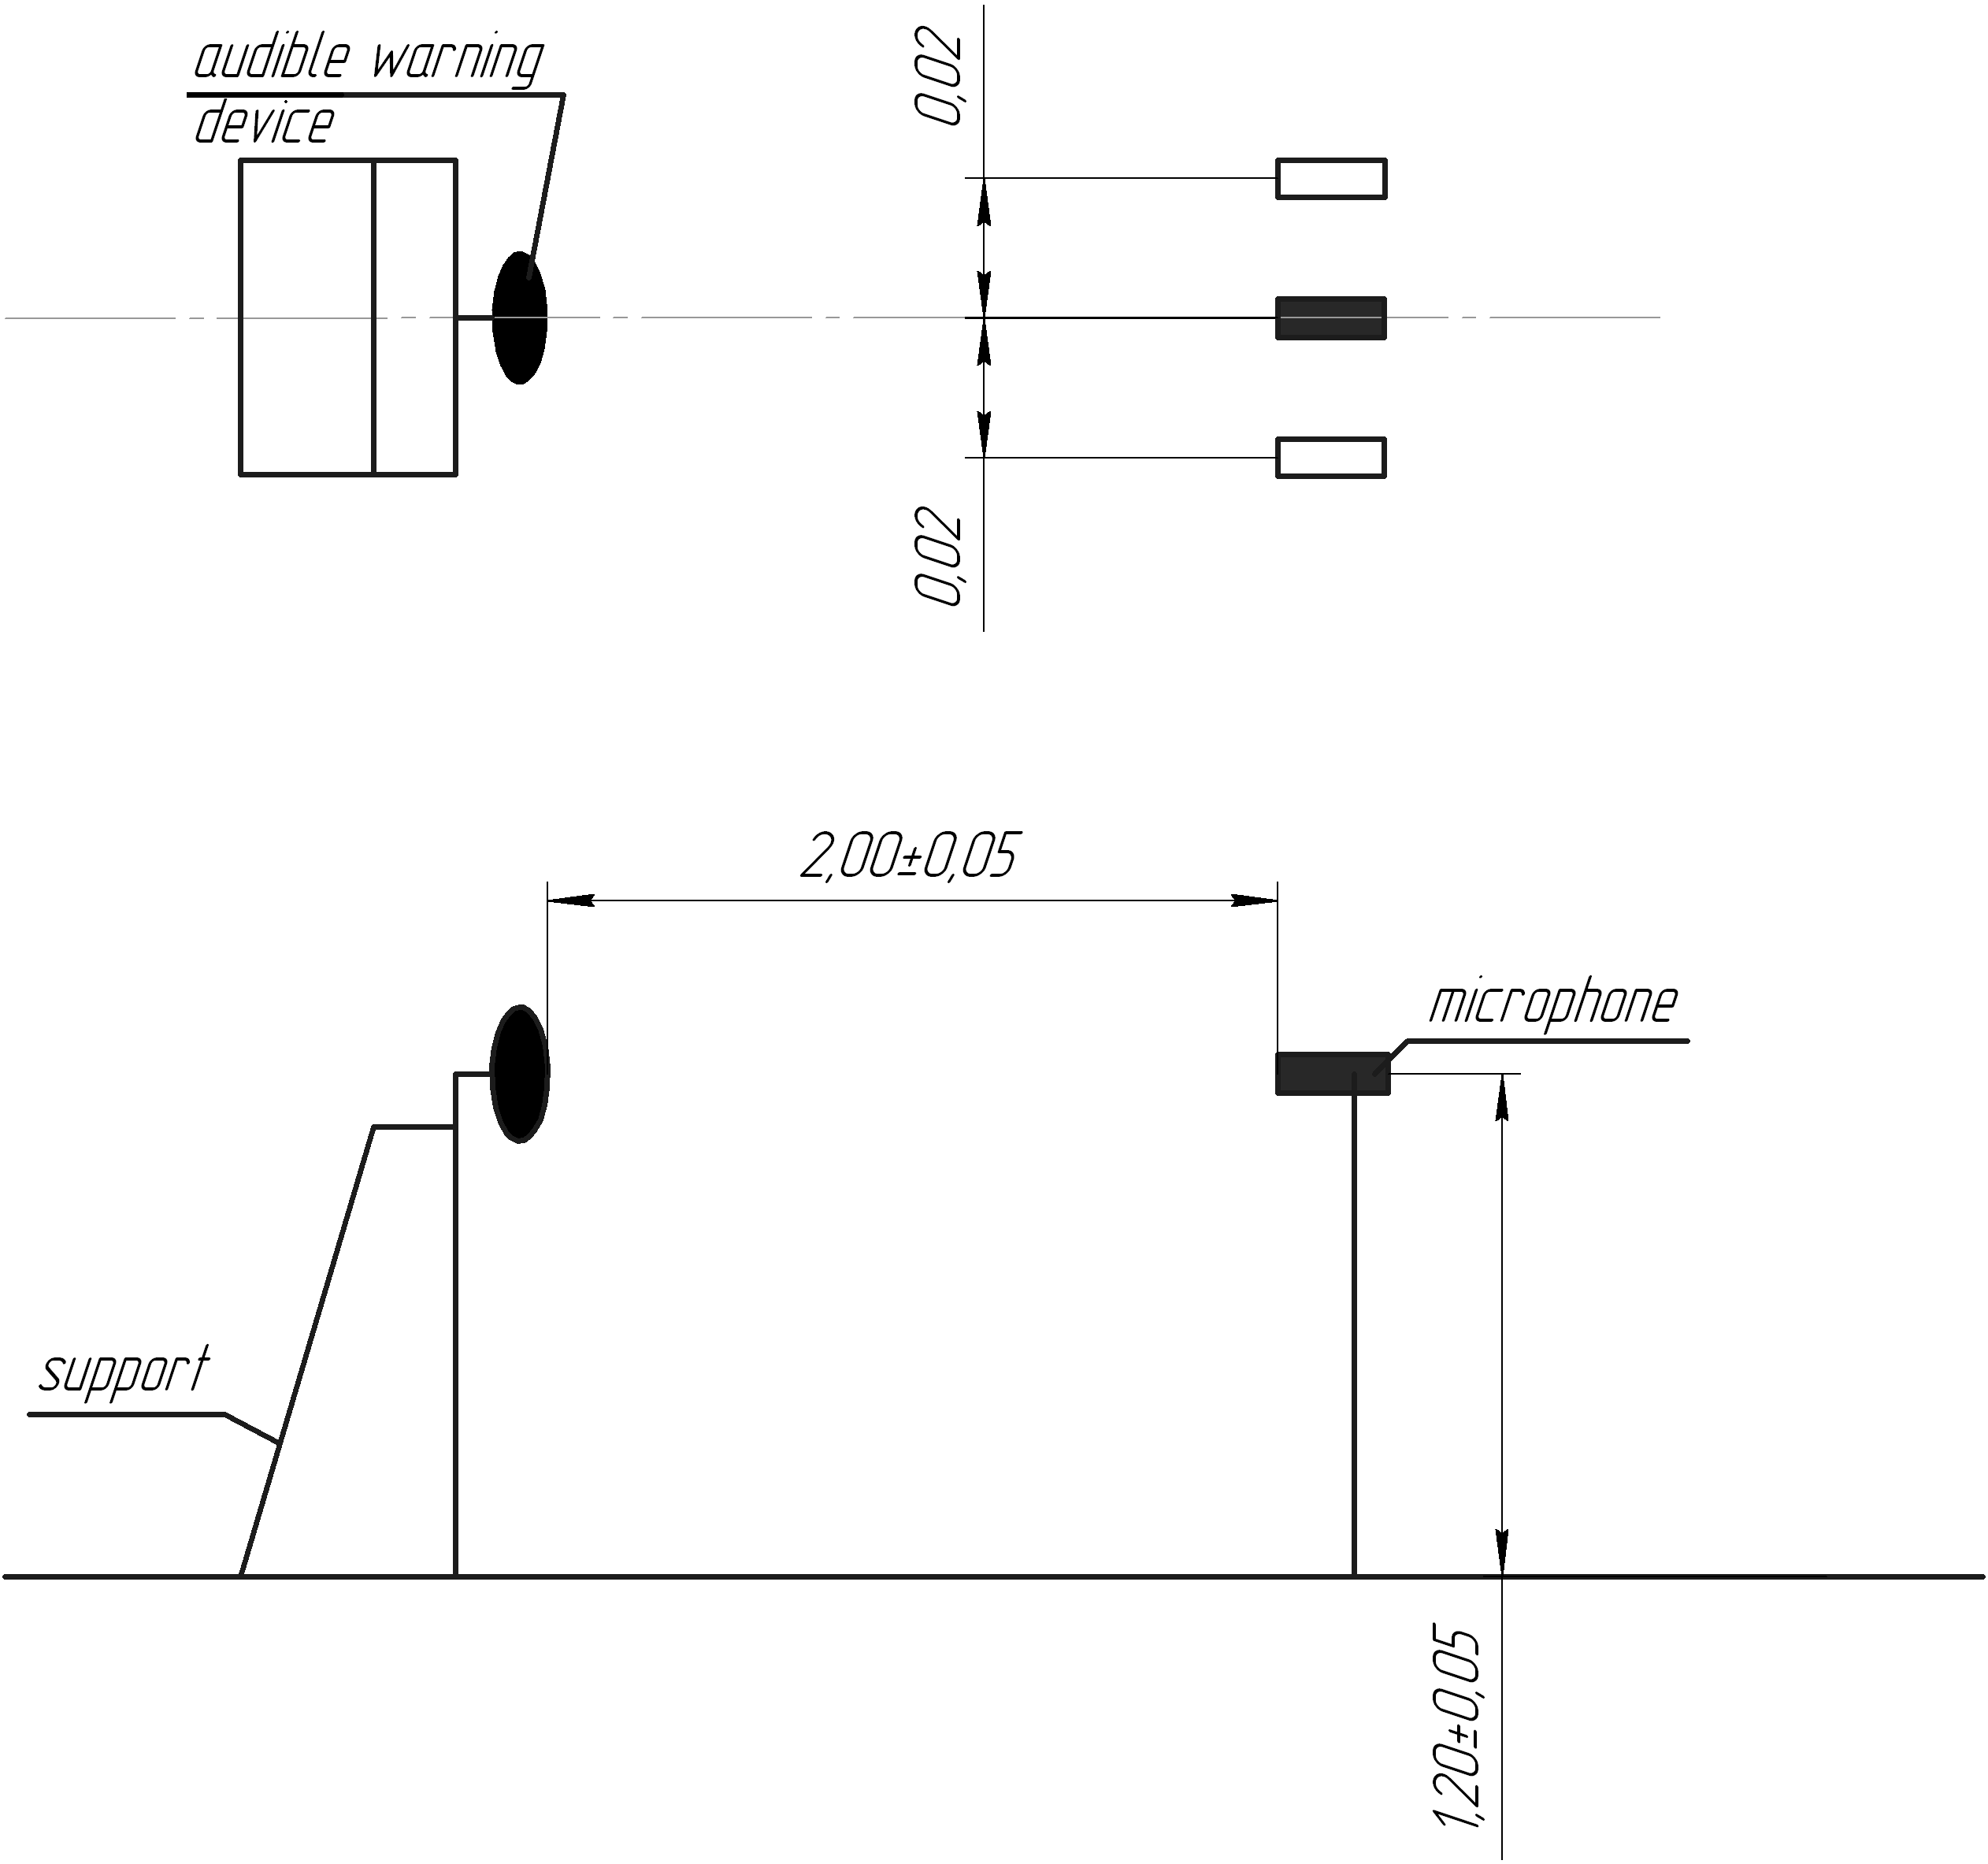 audible warning
device
0,02
0,02
2,00±0,05
microphone
support
1,20±0,05